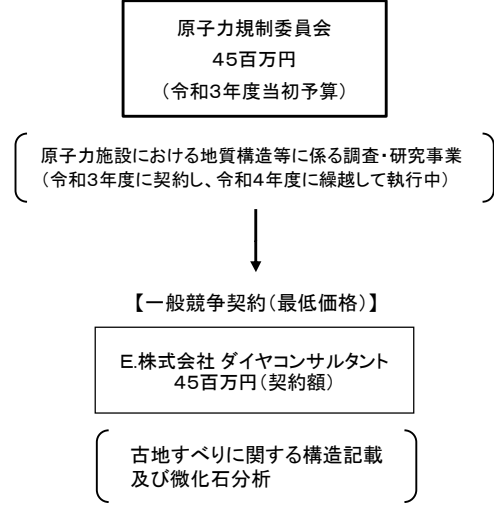 原子力規制委員会
45百万円
(令和3年度当初予算)
原子力施設における地質構造等に係る調査・研究事業
(令和3年度に契約し、令和4年度に繰越して執行中)
【一般競争契約(最低価格)】
E.株式会社 ダイヤコンサルタント
45百万円(契約額)
古地すべりに関する構造記載
及び微化石分析